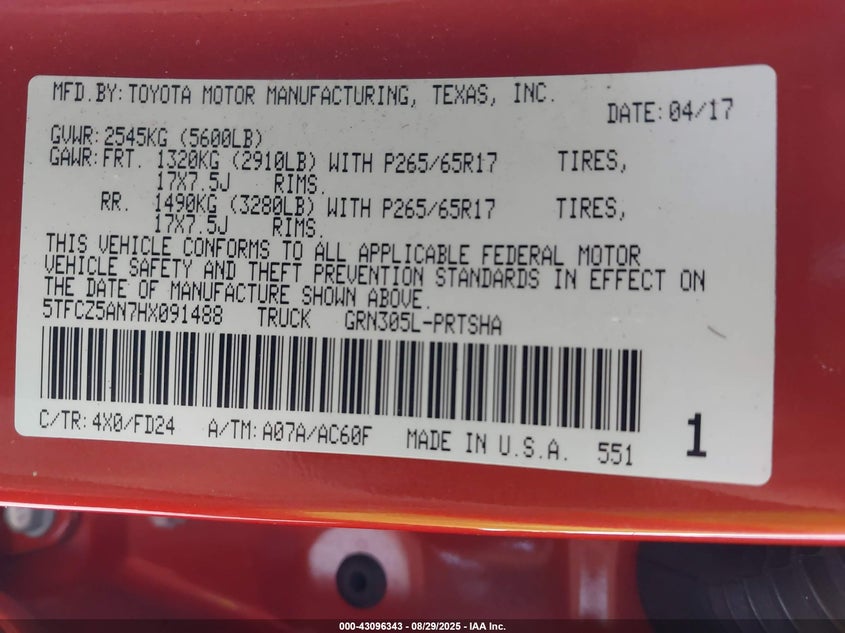 MFD.BY:TOYOTA MOTOR MANUFACTURING, TEXAS, INC.
DATE:04/17
GVWR:2545KG (5600LB)
GAWR:FRT. 1320KG (2910LB) WITH P265/65R17 TIRES,
17X7.5J RIMS.
RR. 1490KG (3280LB) WITH P265/65R17 TIRES,
17X7.5J RIMS.
THIS VEHICLE CONFORMS TO ALL APPLICABLE FEDERAL MOTOR
VEHICLE SAFETY AND THEFT PREVENTION STANDARDS IN EFFECT ON
THE DATE OF MANUFACTURE SHOWN ABOVE.
5TFCZ5AN7HX091488 TRUCK GRN305L-PRTSHA
C/TR:4X0/FD24 A/TM:A07A/AC60F MADE IN U.S.A. 551
1
000-43096343 - 08/29/2025 - IAA Inc.